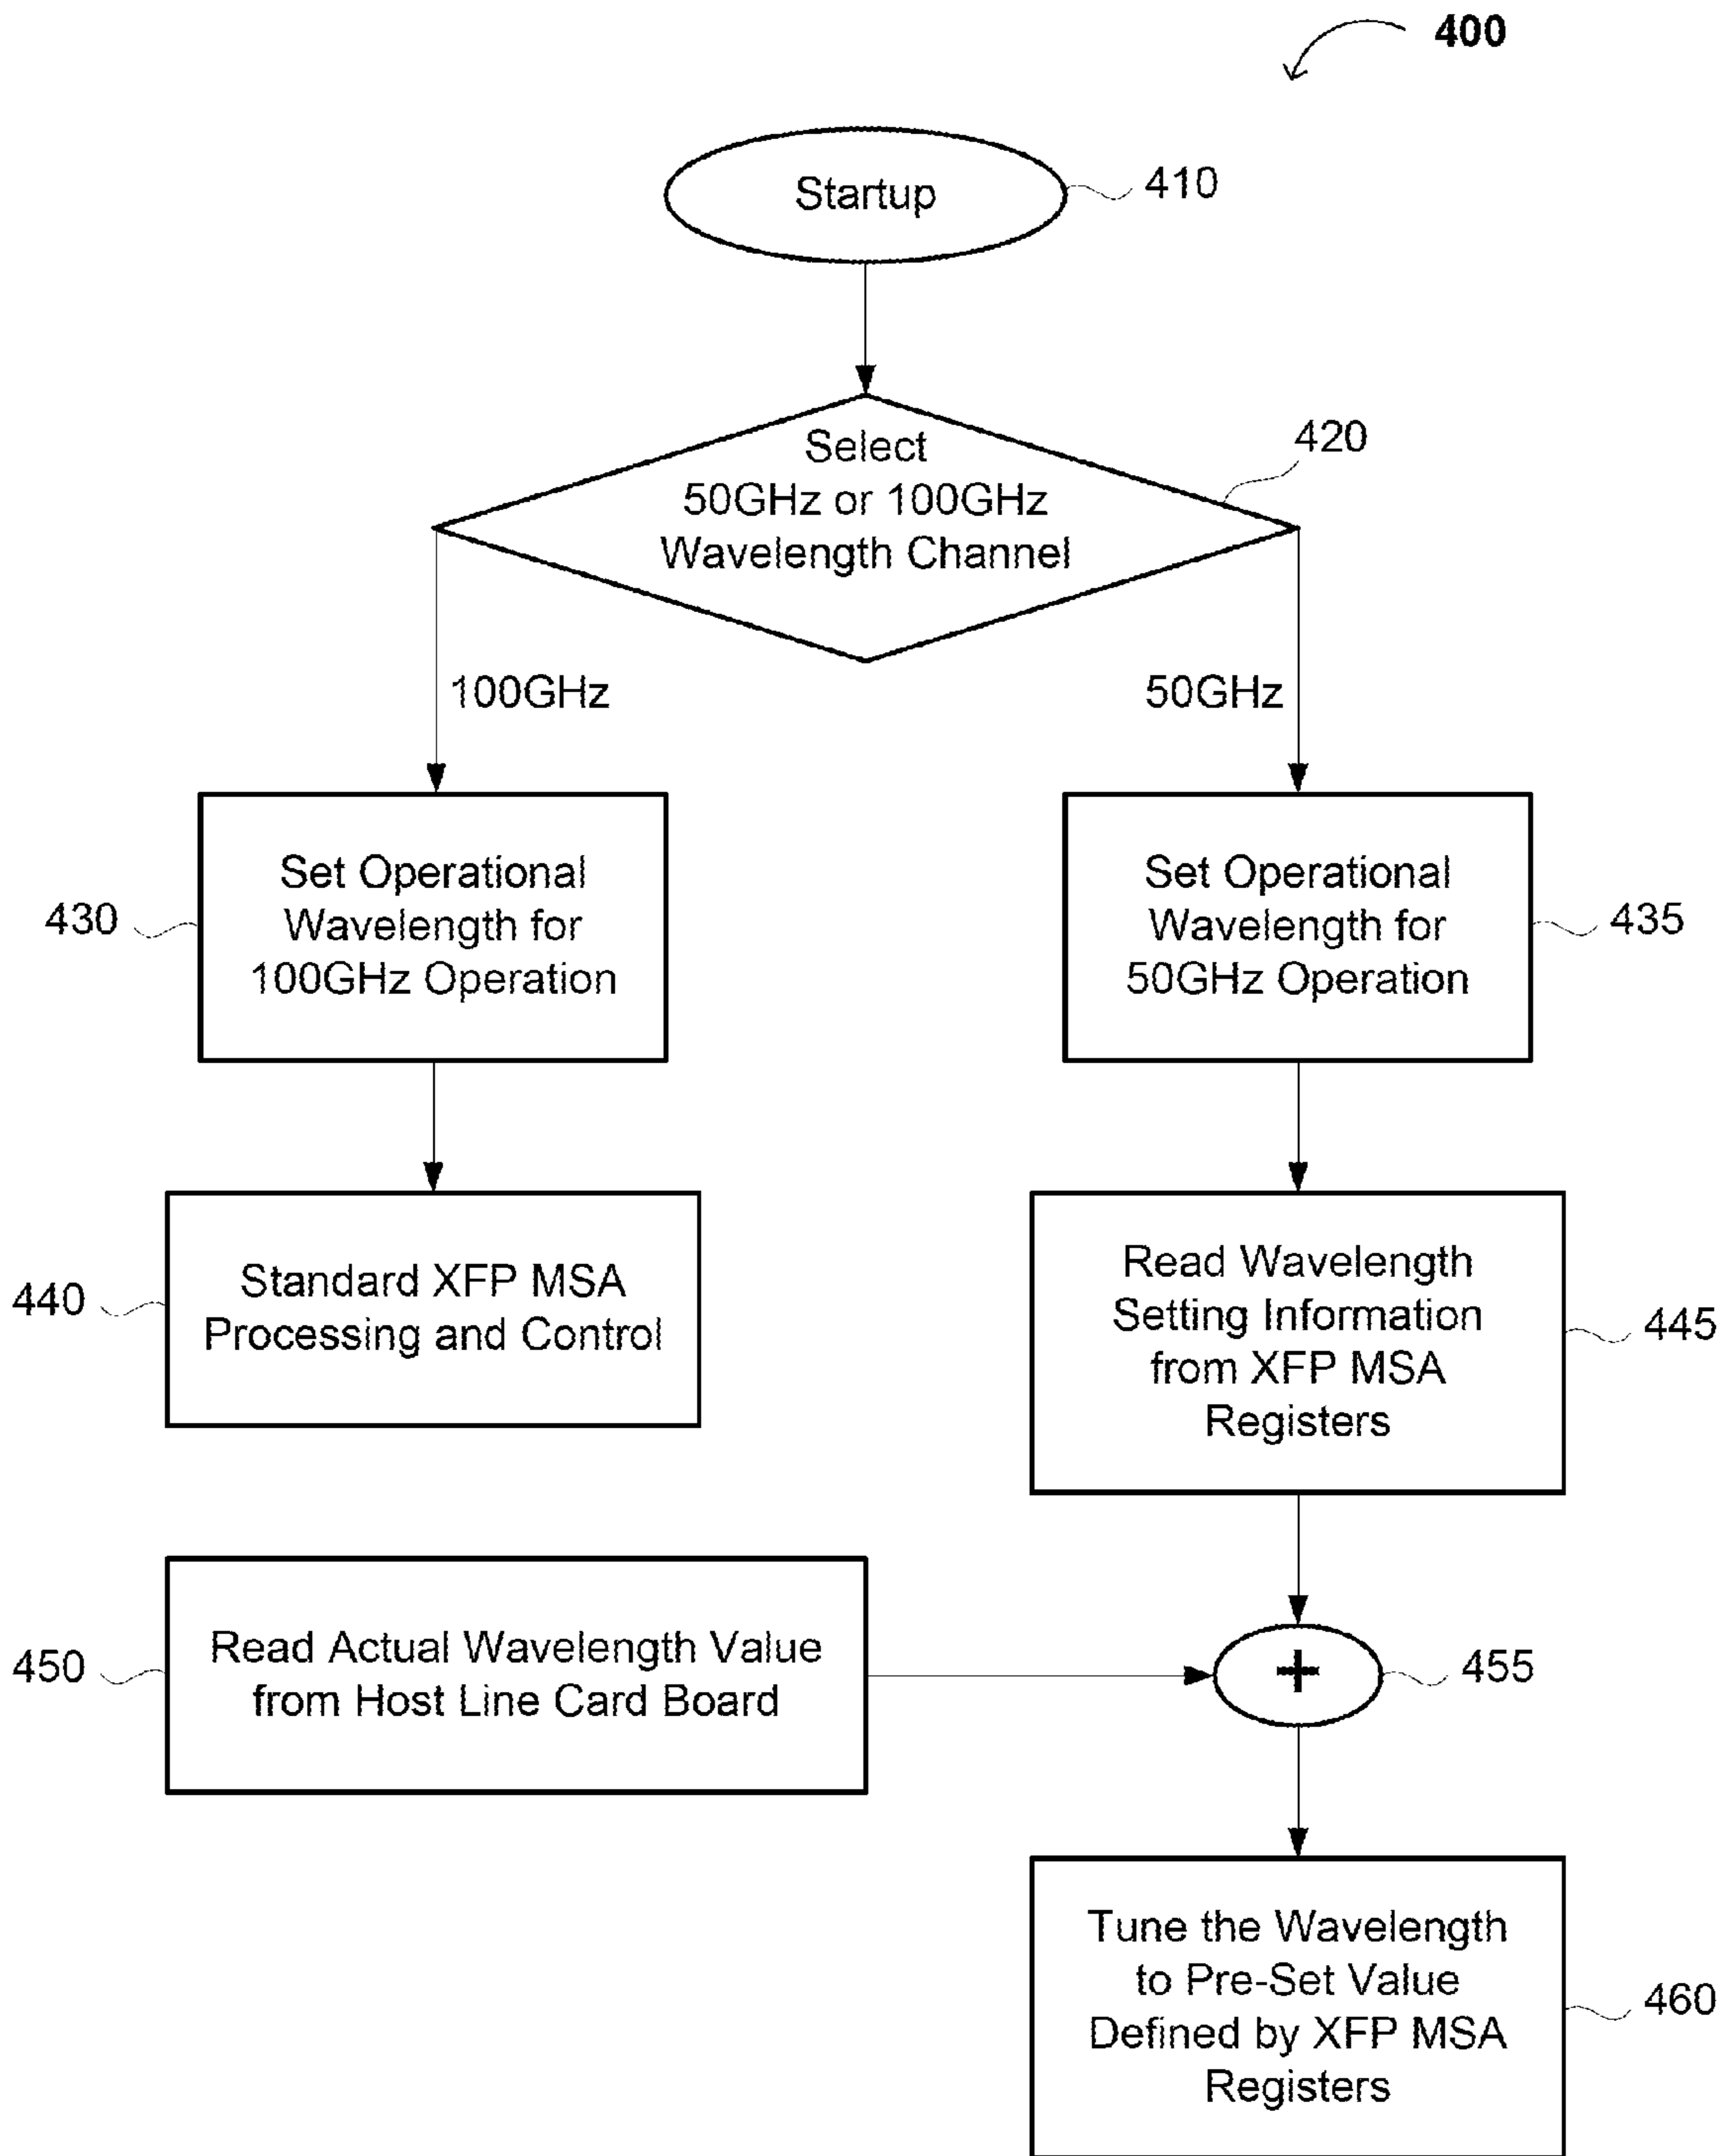 400
Startup
410
Select
50GHz or 100GHz
Wavelength Channel
420
100GHz
50GHz
Set Operational
Wavelength for
100GHz Operation
430
Set Operational
Wavelength for
50GHz Operation
435
Standard XFP MSA
Processing and Control
440
Read Wavelength
Setting Information
from XFP MSA
Registers
445
Read Actual Wavelength Value
from Host Line Card Board
450
+
455
Tune the Wavelength
to Pre-Set Value
Defined by XFP MSA
Registers
460